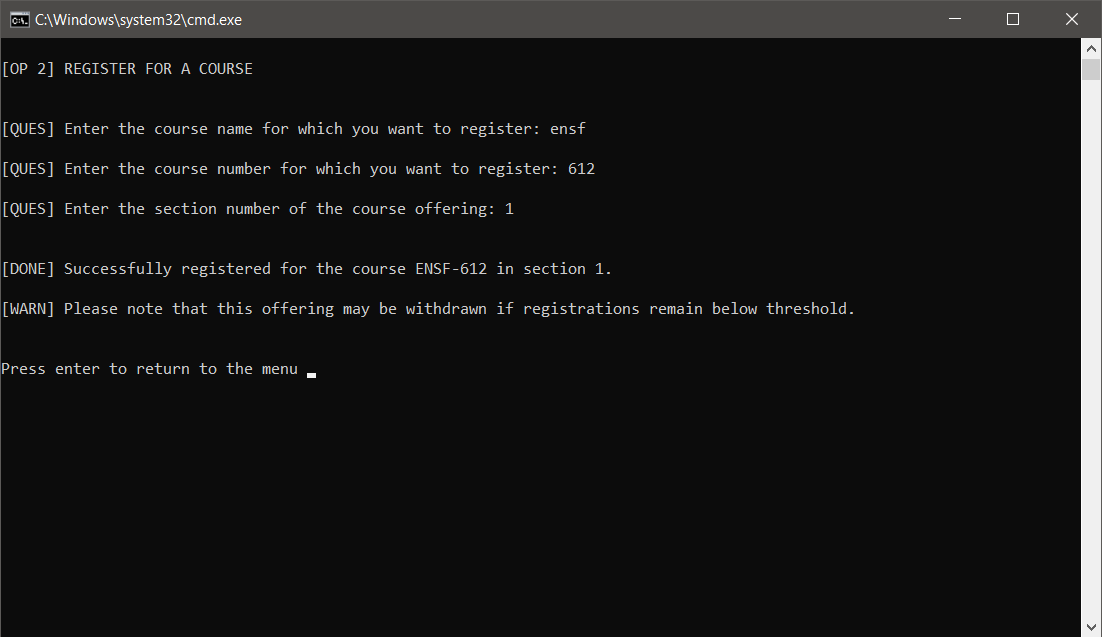 C:\Windows\system32\cmd.exe
[OP 2] REGISTER FOR A COURSE
[QUES] Enter the course name for which you want to register: ensf
[QUES] Enter the course number for which you want to register: 612
[QUES] Enter the section number of the course offering: 1
[DONE] Successfully registered for the course ENSF-612 in section 1.
[WARN] Please note that this offering may be withdrawn if registrations remain below threshold.
Press enter to return to the menu